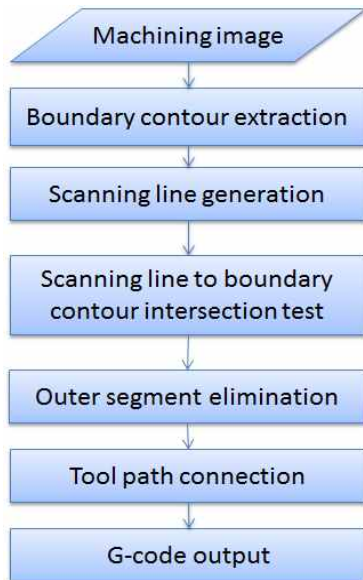 Machining image
Boundary contour extraction
Scanning line generation
Scanning line to boundary
contour intersection test
Outer segment elimination
Tool path connection
G-code output